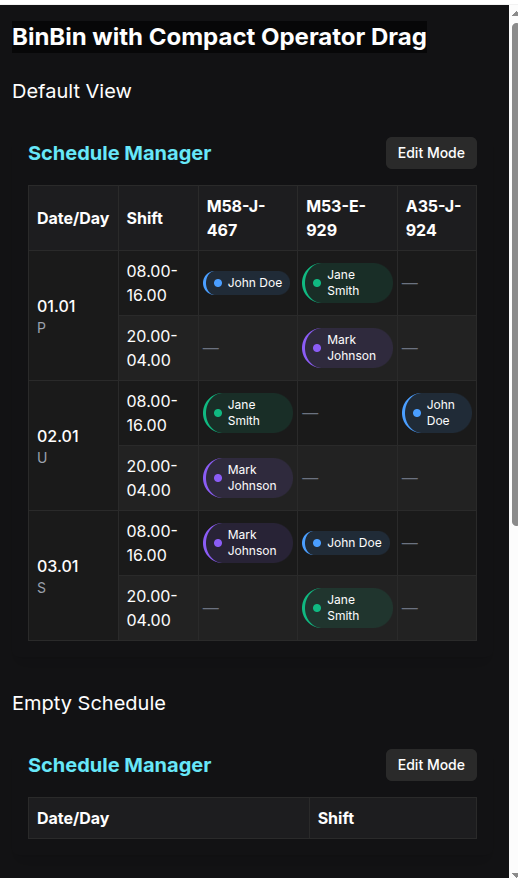 BinBin with Compact Operator Drag
Default View
Schedule Manager
Edit Mode
Date/Day
Shift
M58-J-
467
M53-E-
929
A35-J-
924
01.01
P
08.00-
16.00
John Doe
Jane
Smith
—
20.00-
04.00
—
Mark
Johnson
—
02.01
U
08.00-
16.00
Jane
Smith
—
John
Doe
20.00-
04.00
Mark
Johnson
—
—
03.01
S
08.00-
16.00
Mark
Johnson
John Doe
—
20.00-
04.00
—
Jane
Smith
—
Empty Schedule
Schedule Manager
Edit Mode
Date/Day
Shift